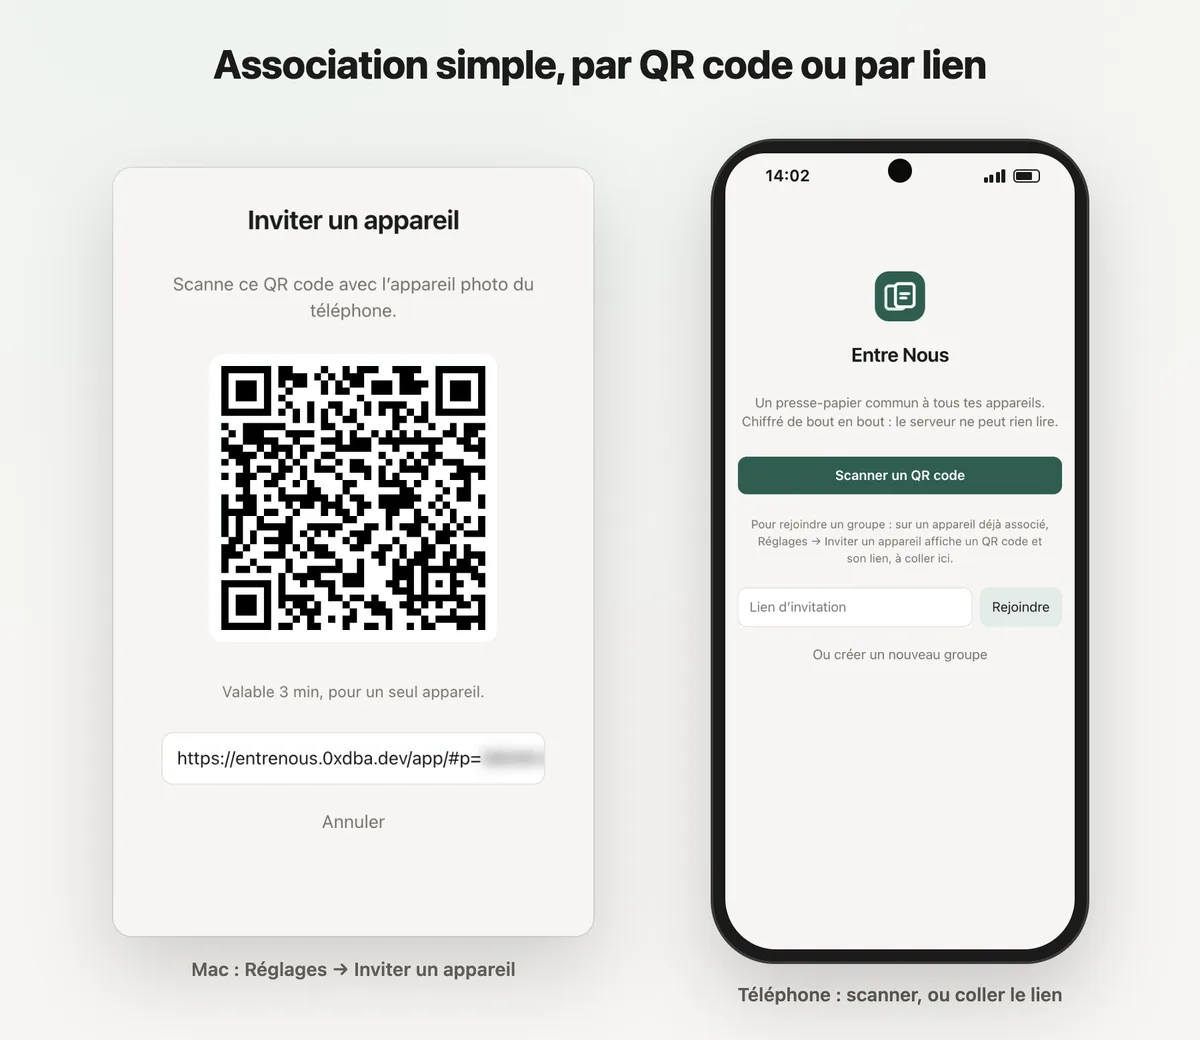 Association simple, par QR code ou par lien
Inviter un appareil
Scanne ce QR code avec l’appareil photo du
téléphone.
Valable 3 min, pour un seul appareil.
https://entrenous.0xdba.dev/app/#p=
Annuler
Mac : Réglages → Inviter un appareil
14:02
Entre Nous
Un presse-papier commun à tous tes appareils.
Chiffré de bout en bout : le serveur ne peut rien lire.
Scanner un QR code
Pour rejoindre un groupe : sur un appareil déjà associé,
Réglages → Inviter un appareil affiche un QR code et
son lien, à coller ici.
Lien d’invitation
Rejoindre
Ou créer un nouveau groupe
Téléphone : scanner, ou coller le lien